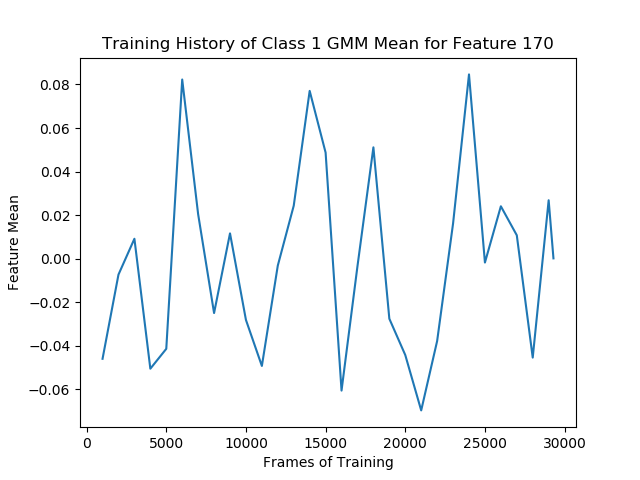 Training History of Class 1 GMM Mean for Feature 170
0.08
0.06
0.04
0.02
0.00
−0.02
−0.04
−0.06
Feature Mean
0 5000 10000 15000 20000 25000 30000
Frames of Training